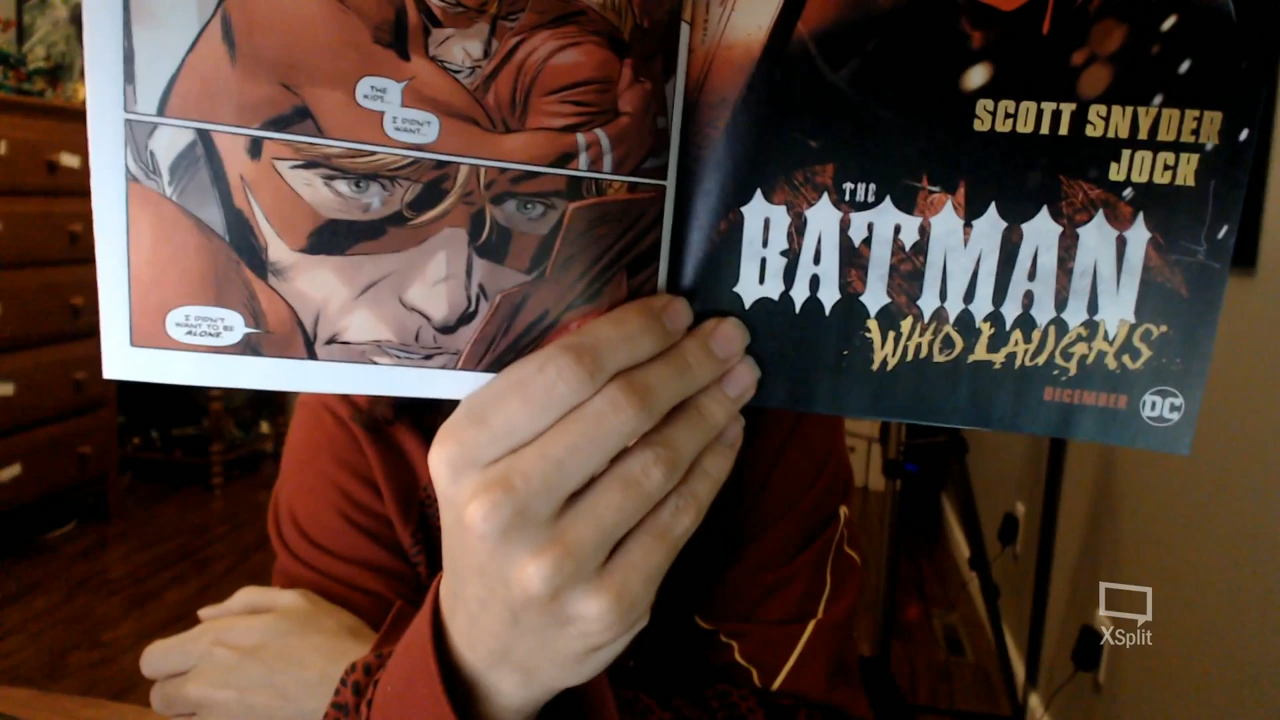 THE
KIDS...
I DIDN'T
WANT...
I DIDN'T
WANT TO BE
ALONE.
SCOTT SNYDER
JOCK
THE
BATMAN
WHO LAUGHS
DECEMBER
DC
XSplit